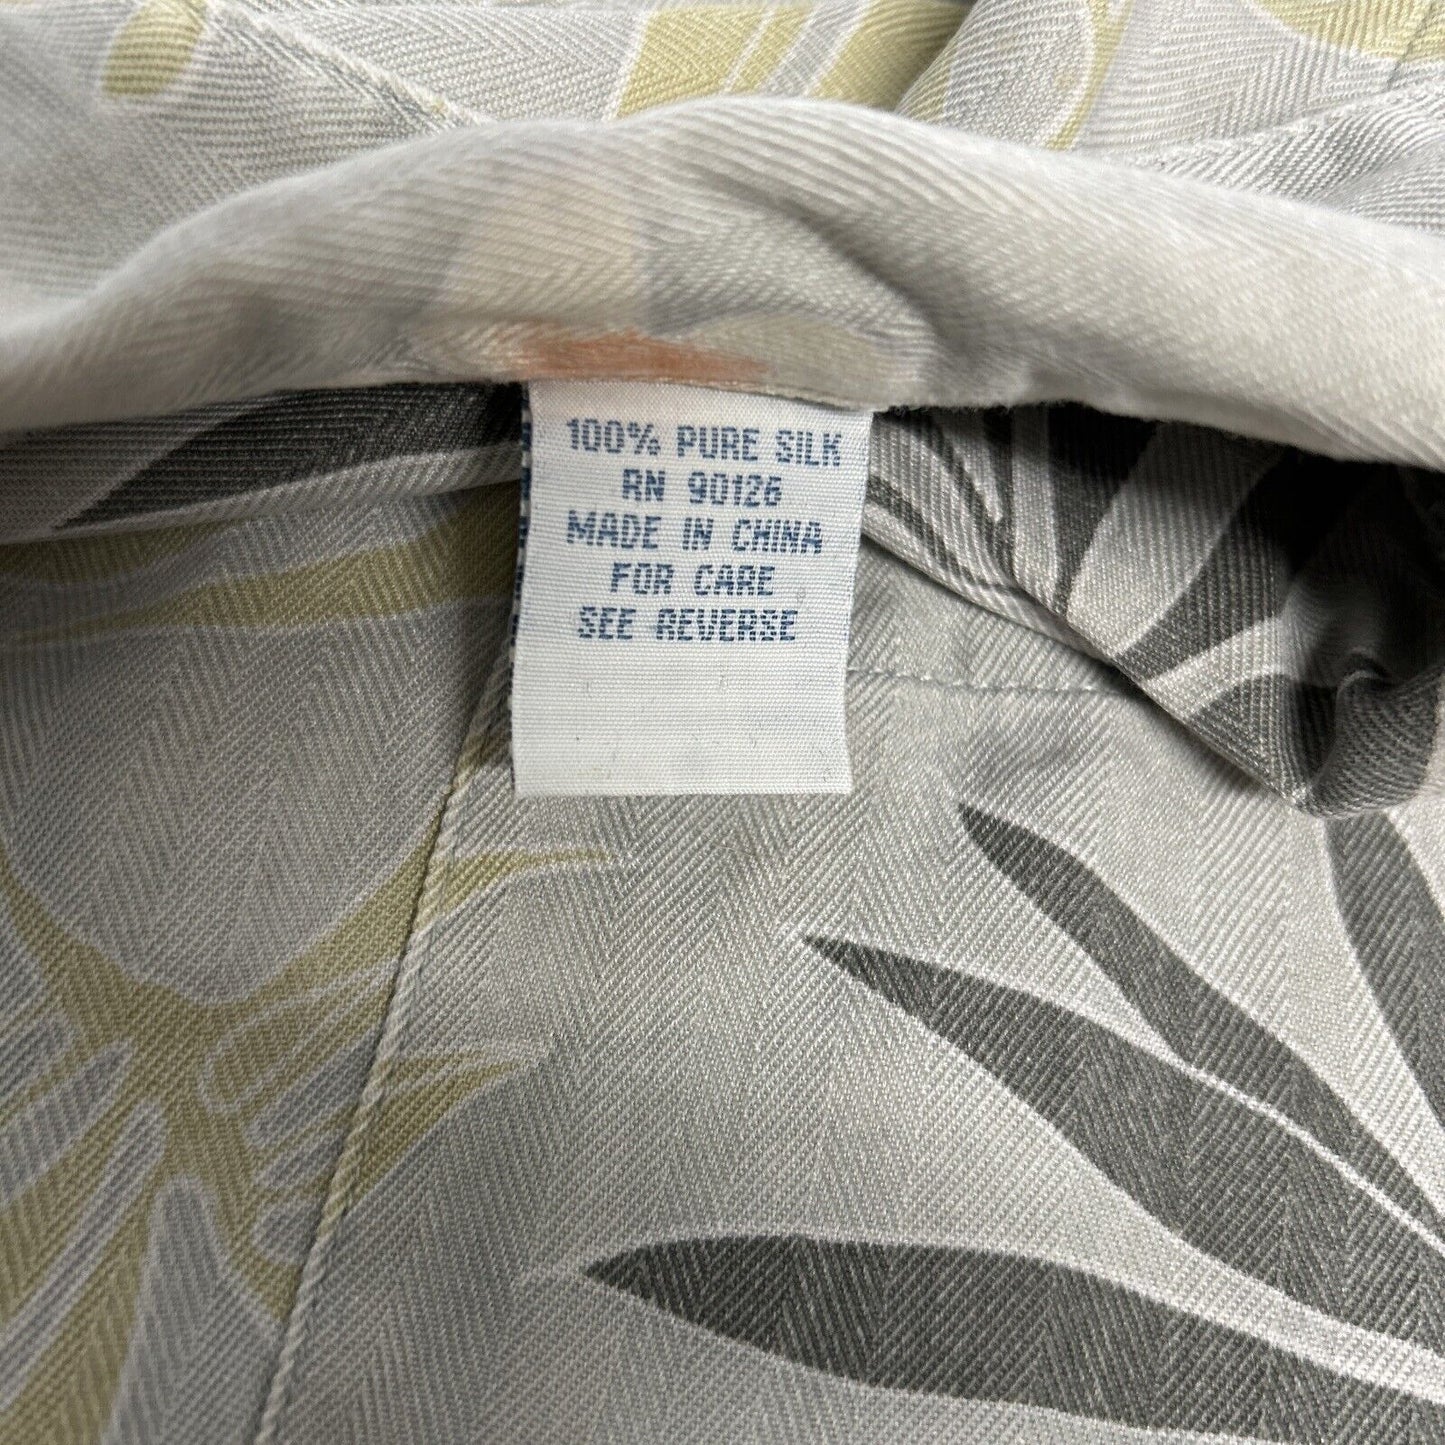 100% PURE SILK
RN 90126
MADE IN CHINA
FOR CARE
SEE REVERSE